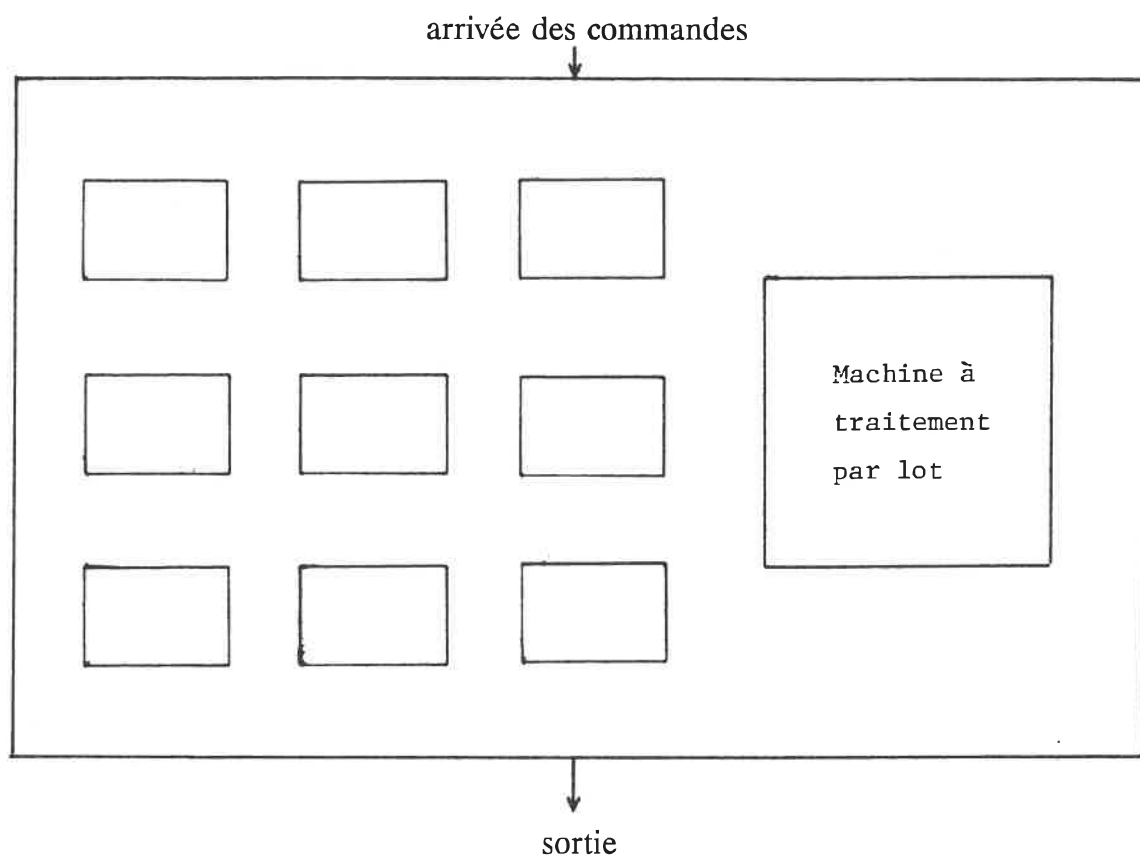 arrivée des commandes
Machine à
traitement
par lot
sortie